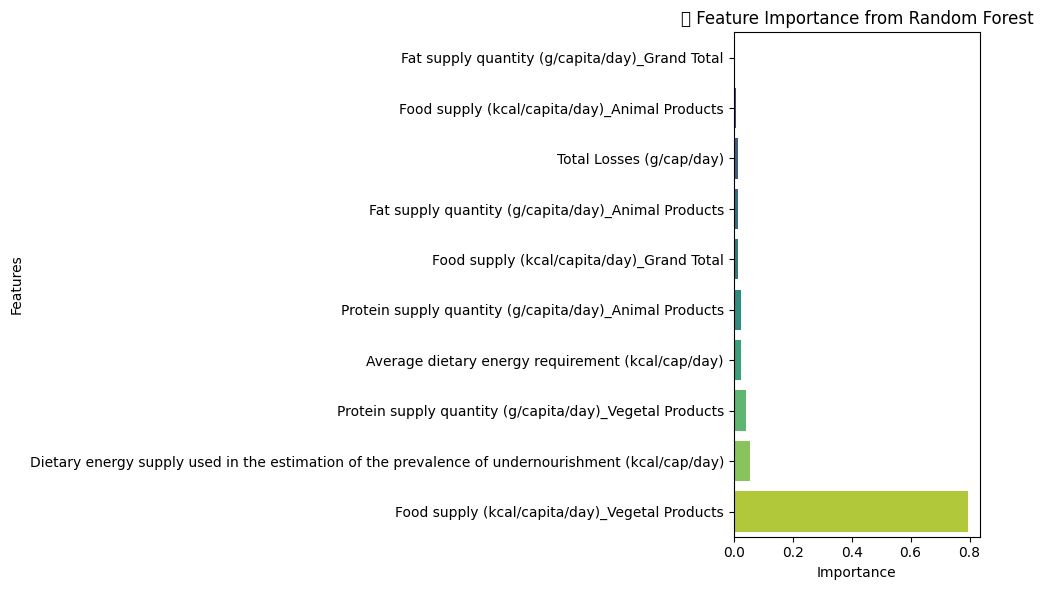 Feature Importance from Random Forest
Features
Fat supply quantity (g/capita/day)_Grand Total
Food supply (kcal/capita/day)_Animal Products
Total Losses (g/cap/day)
Fat supply quantity (g/capita/day)_Animal Products
Food supply (kcal/capita/day)_Grand Total
Protein supply quantity (g/capita/day)_Animal Products
Average dietary energy requirement (kcal/cap/day)
Protein supply quantity (g/capita/day)_Vegetal Products
Dietary energy supply used in the estimation of the prevalence of undernourishment (kcal/cap/day)
Food supply (kcal/capita/day)_Vegetal Products
0.0 0.2 0.4 0.6 0.8
Importance